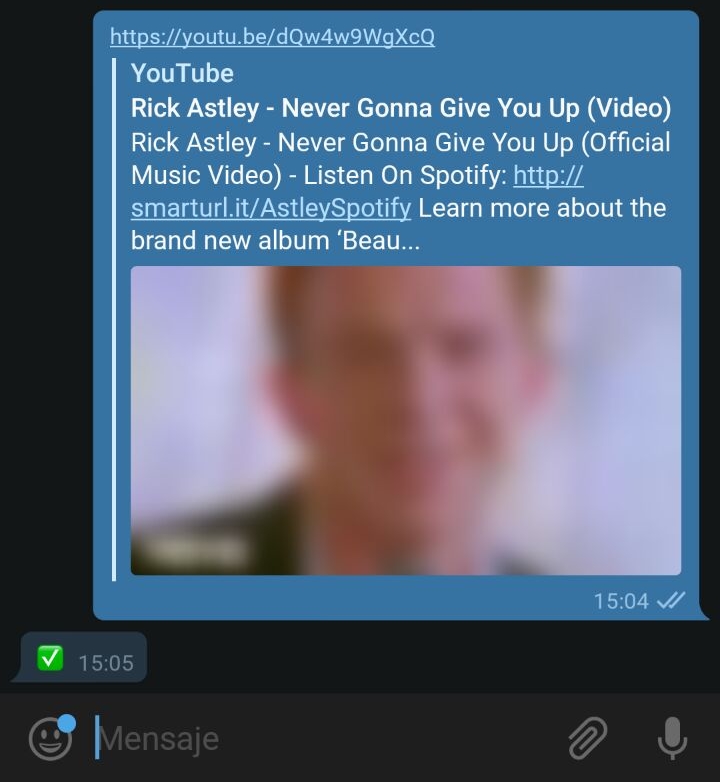 https://youtu.be/dQw4w9WgXcQ
YouTube
Rick Astley - Never Gonna Give You Up (Video)
Rick Astley - Never Gonna Give You Up (Official
Music Video) - Listen On Spotify: http://
smarturl.it/AstleySpotify Learn more about the
brand new album ‘Beau...
15:04
✅ 15:05
Mensaje